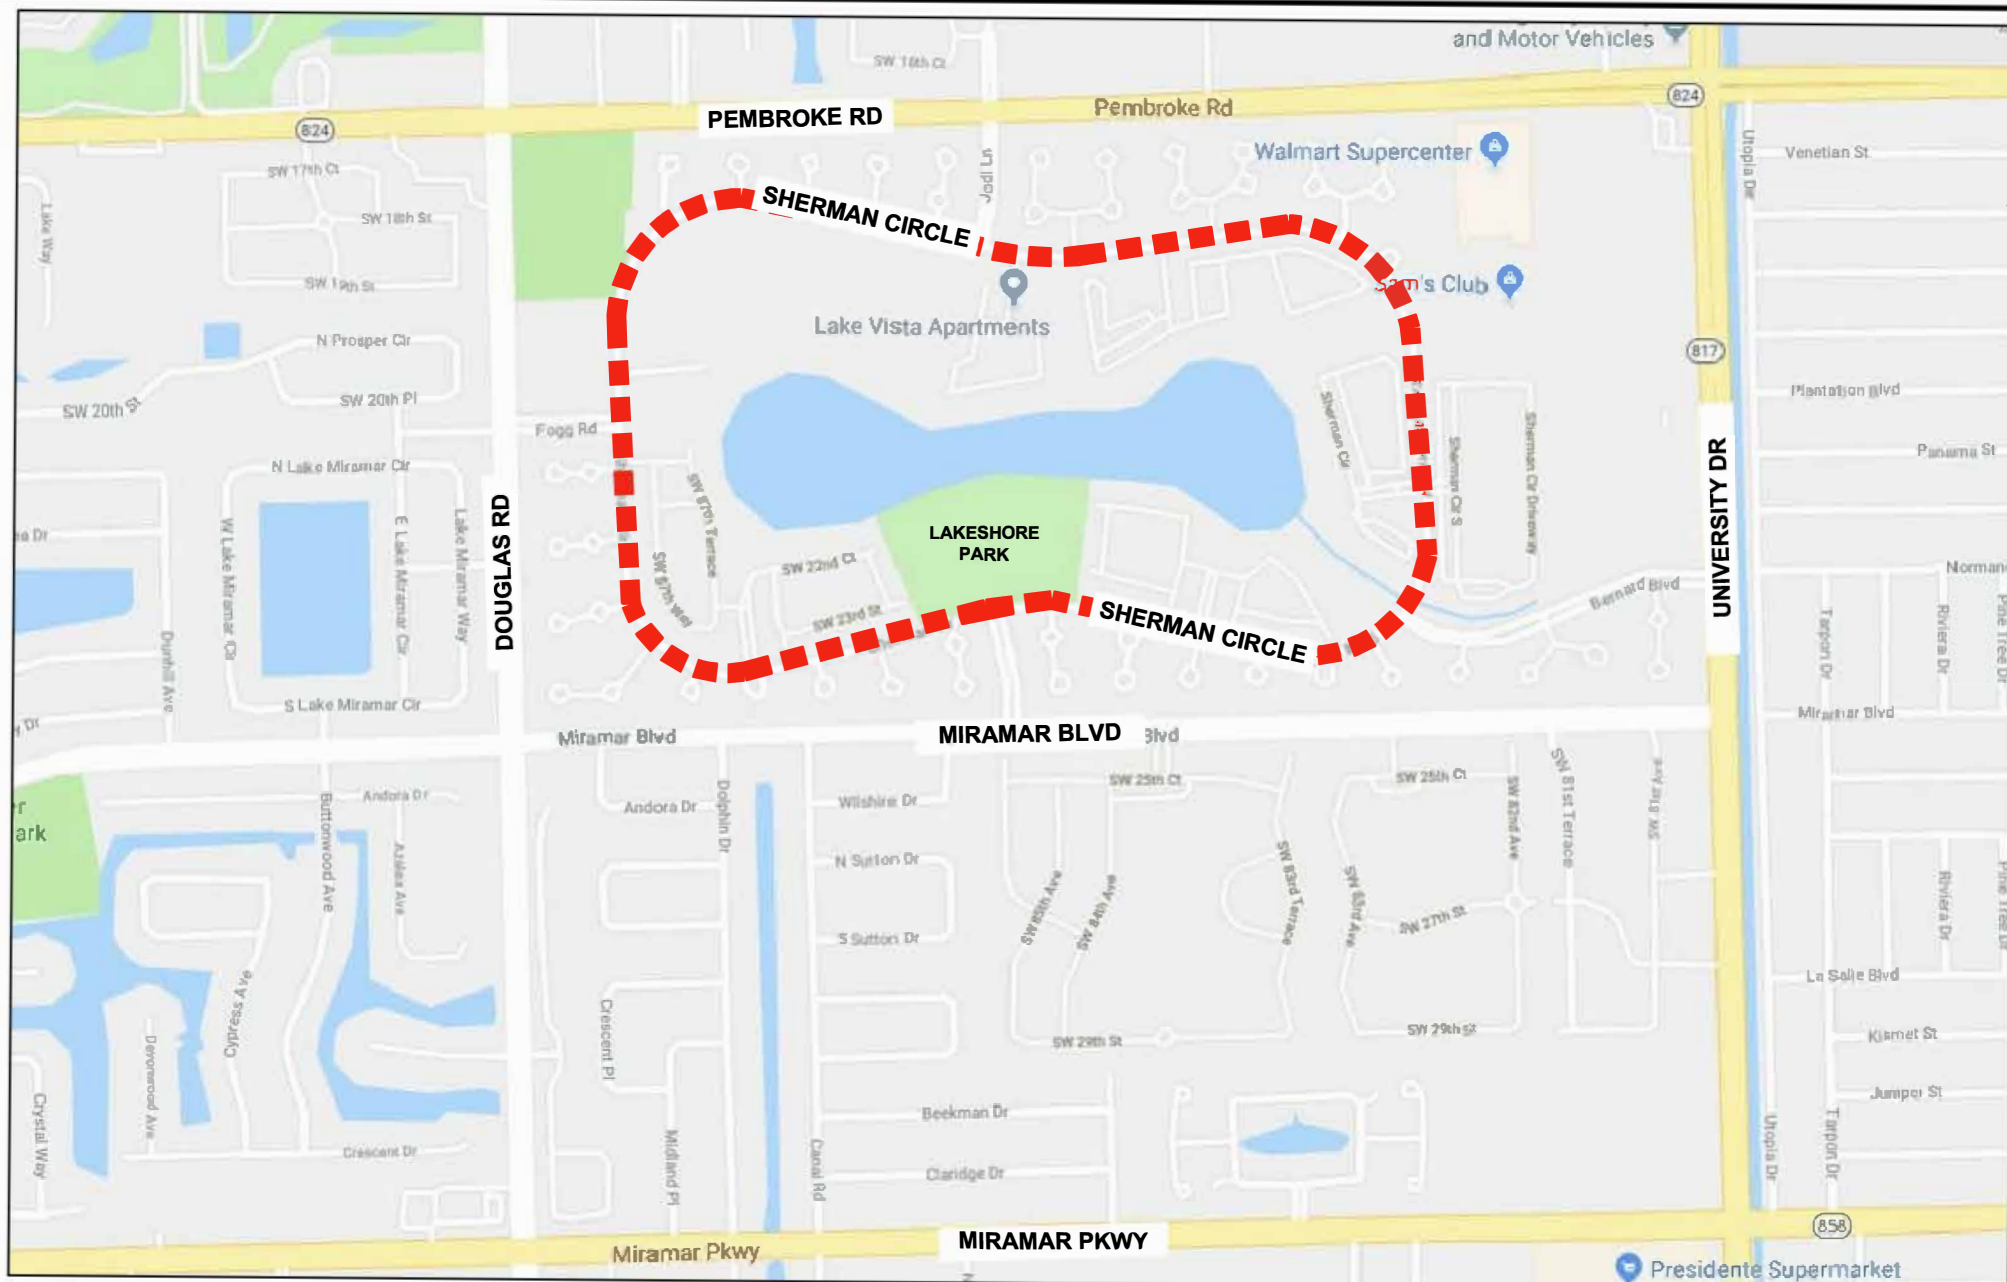 and Motor Vehicles
SW 16th Ct
824
PEMBROKE RD
Pembroke Rd
824
Walmart Supercenter
Venetian St
Utopia Dr
SW 17th Ct
Lake Way
SW 18th St
SHERMAN CIRCLE
SW 19th St
Sam's Club
Lake Vista Apartments
N Prosper Cir
817
SW 20th St
SW 20th Pl
Plantation Blvd
Fogg Rd
Sherman Cir
Sherman Cir S
Sherman Cir Driveway
UNIVERSITY DR
Panama St
N Lake Miramar Cir
SW 87th Terrace
DOUGLAS RD
W Lake Miramar Cir
E Lake Miramar Cir
Lake Miramar Way
LAKESHORE
PARK
SW 22nd Ct
SW 87th Way
SW 23rd St
SHERMAN CIRCLE
Bernard Blvd
Tarpon Dr
Riviera Dr
Pine Tree Dr
Dunhill Ave
S Lake Miramar Cir
Miramar Blvd
MIRAMAR BLVD
Blvd
Miramar Blvd
Andora Dr
Andora Dr
Dolphin Dr
Wilshire Dr
SW 25th Ct
SW 25th Ct
SW 82nd Ave
SW 81st Terrace
SW 81st Ave
ark
Buttonwood Ave
Azalea Ave
N Sutton Dr
S Sutton Dr
SW 85th Ave
SW 84th Ave
SW 83rd Terrace
SW 83rd Ave
SW 27th St
Riviera Dr
Pine Tree Dr
La Salle Blvd
Cypress Ave
Devonwood Ave
Crescent Pl
SW 29th St
SW 29th St
Kismet St
Juniper St
Crystal Way
Crescent Dr
Midland Pl
Canal Rd
Beekman Dr
Claridge Dr
Utopia Dr
Tarpon Dr
858
Miramar Pkwy
MIRAMAR PKWY
Presidente Supermarket